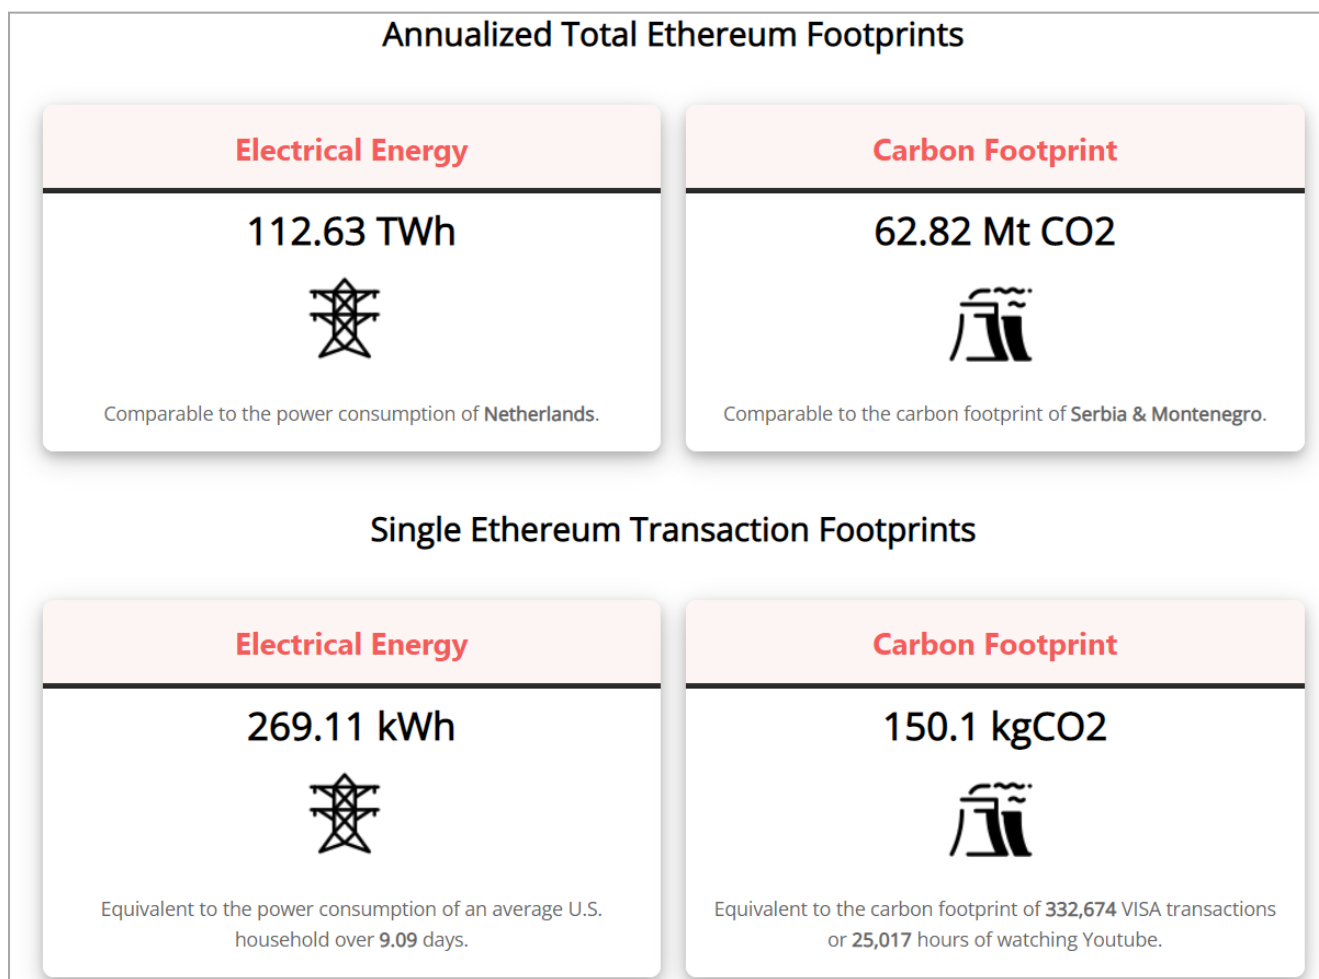 Annualized Total Ethereum Footprints
Electrical Energy
Carbon Footprint
112.63 TWh
62.82 Mt CO2
Comparable to the power consumption of Netherlands.
Comparable to the carbon footprint of Serbia & Montenegro.
Single Ethereum Transaction Footprints
Electrical Energy
Carbon Footprint
269.11 kWh
150.1 kgCO2
Equivalent to the power consumption of an average U.S.
household over 9.09 days.
Equivalent to the carbon footprint of 332,674 VISA transactions
or 25,017 hours of watching Youtube.